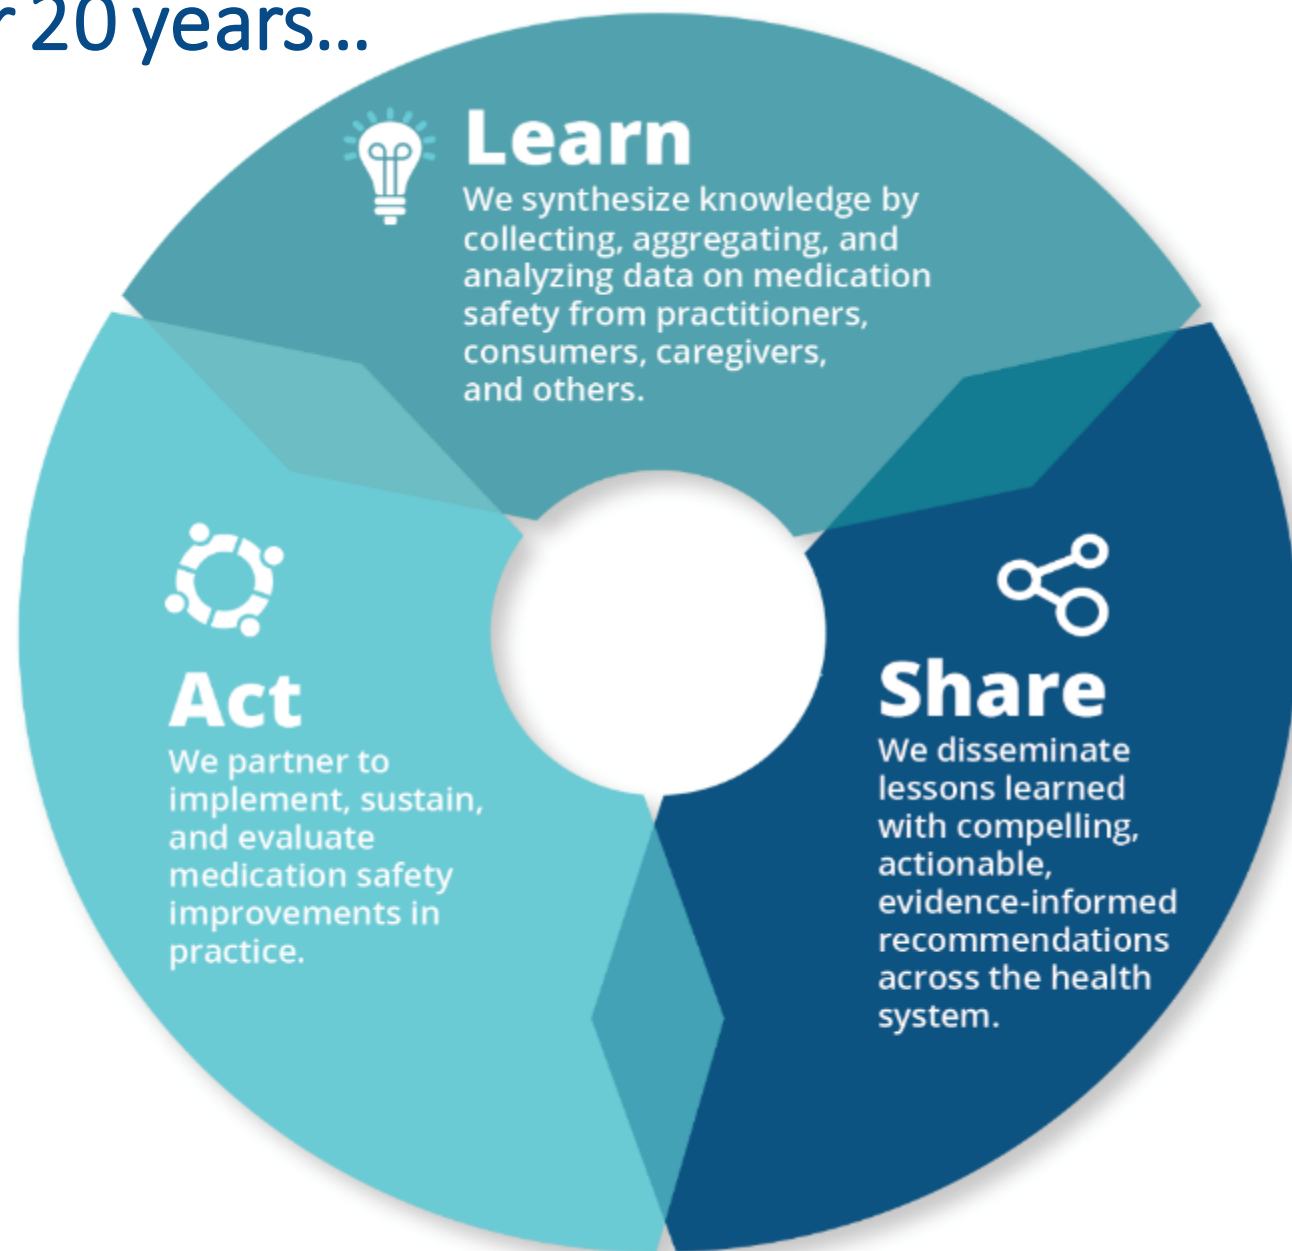 r 20 years...
Learn
We synthesize knowledge by
collecting, aggregating, and
analyzing data on medication
safety from practitioners,
consumers, caregivers,
and others.
Act
We partner to
implement, sustain,
and evaluate
medication safety
improvements in
practice.
Share
We disseminate
lessons learned
with compelling,
actionable,
evidence-informed
recommendations
across the health
system.